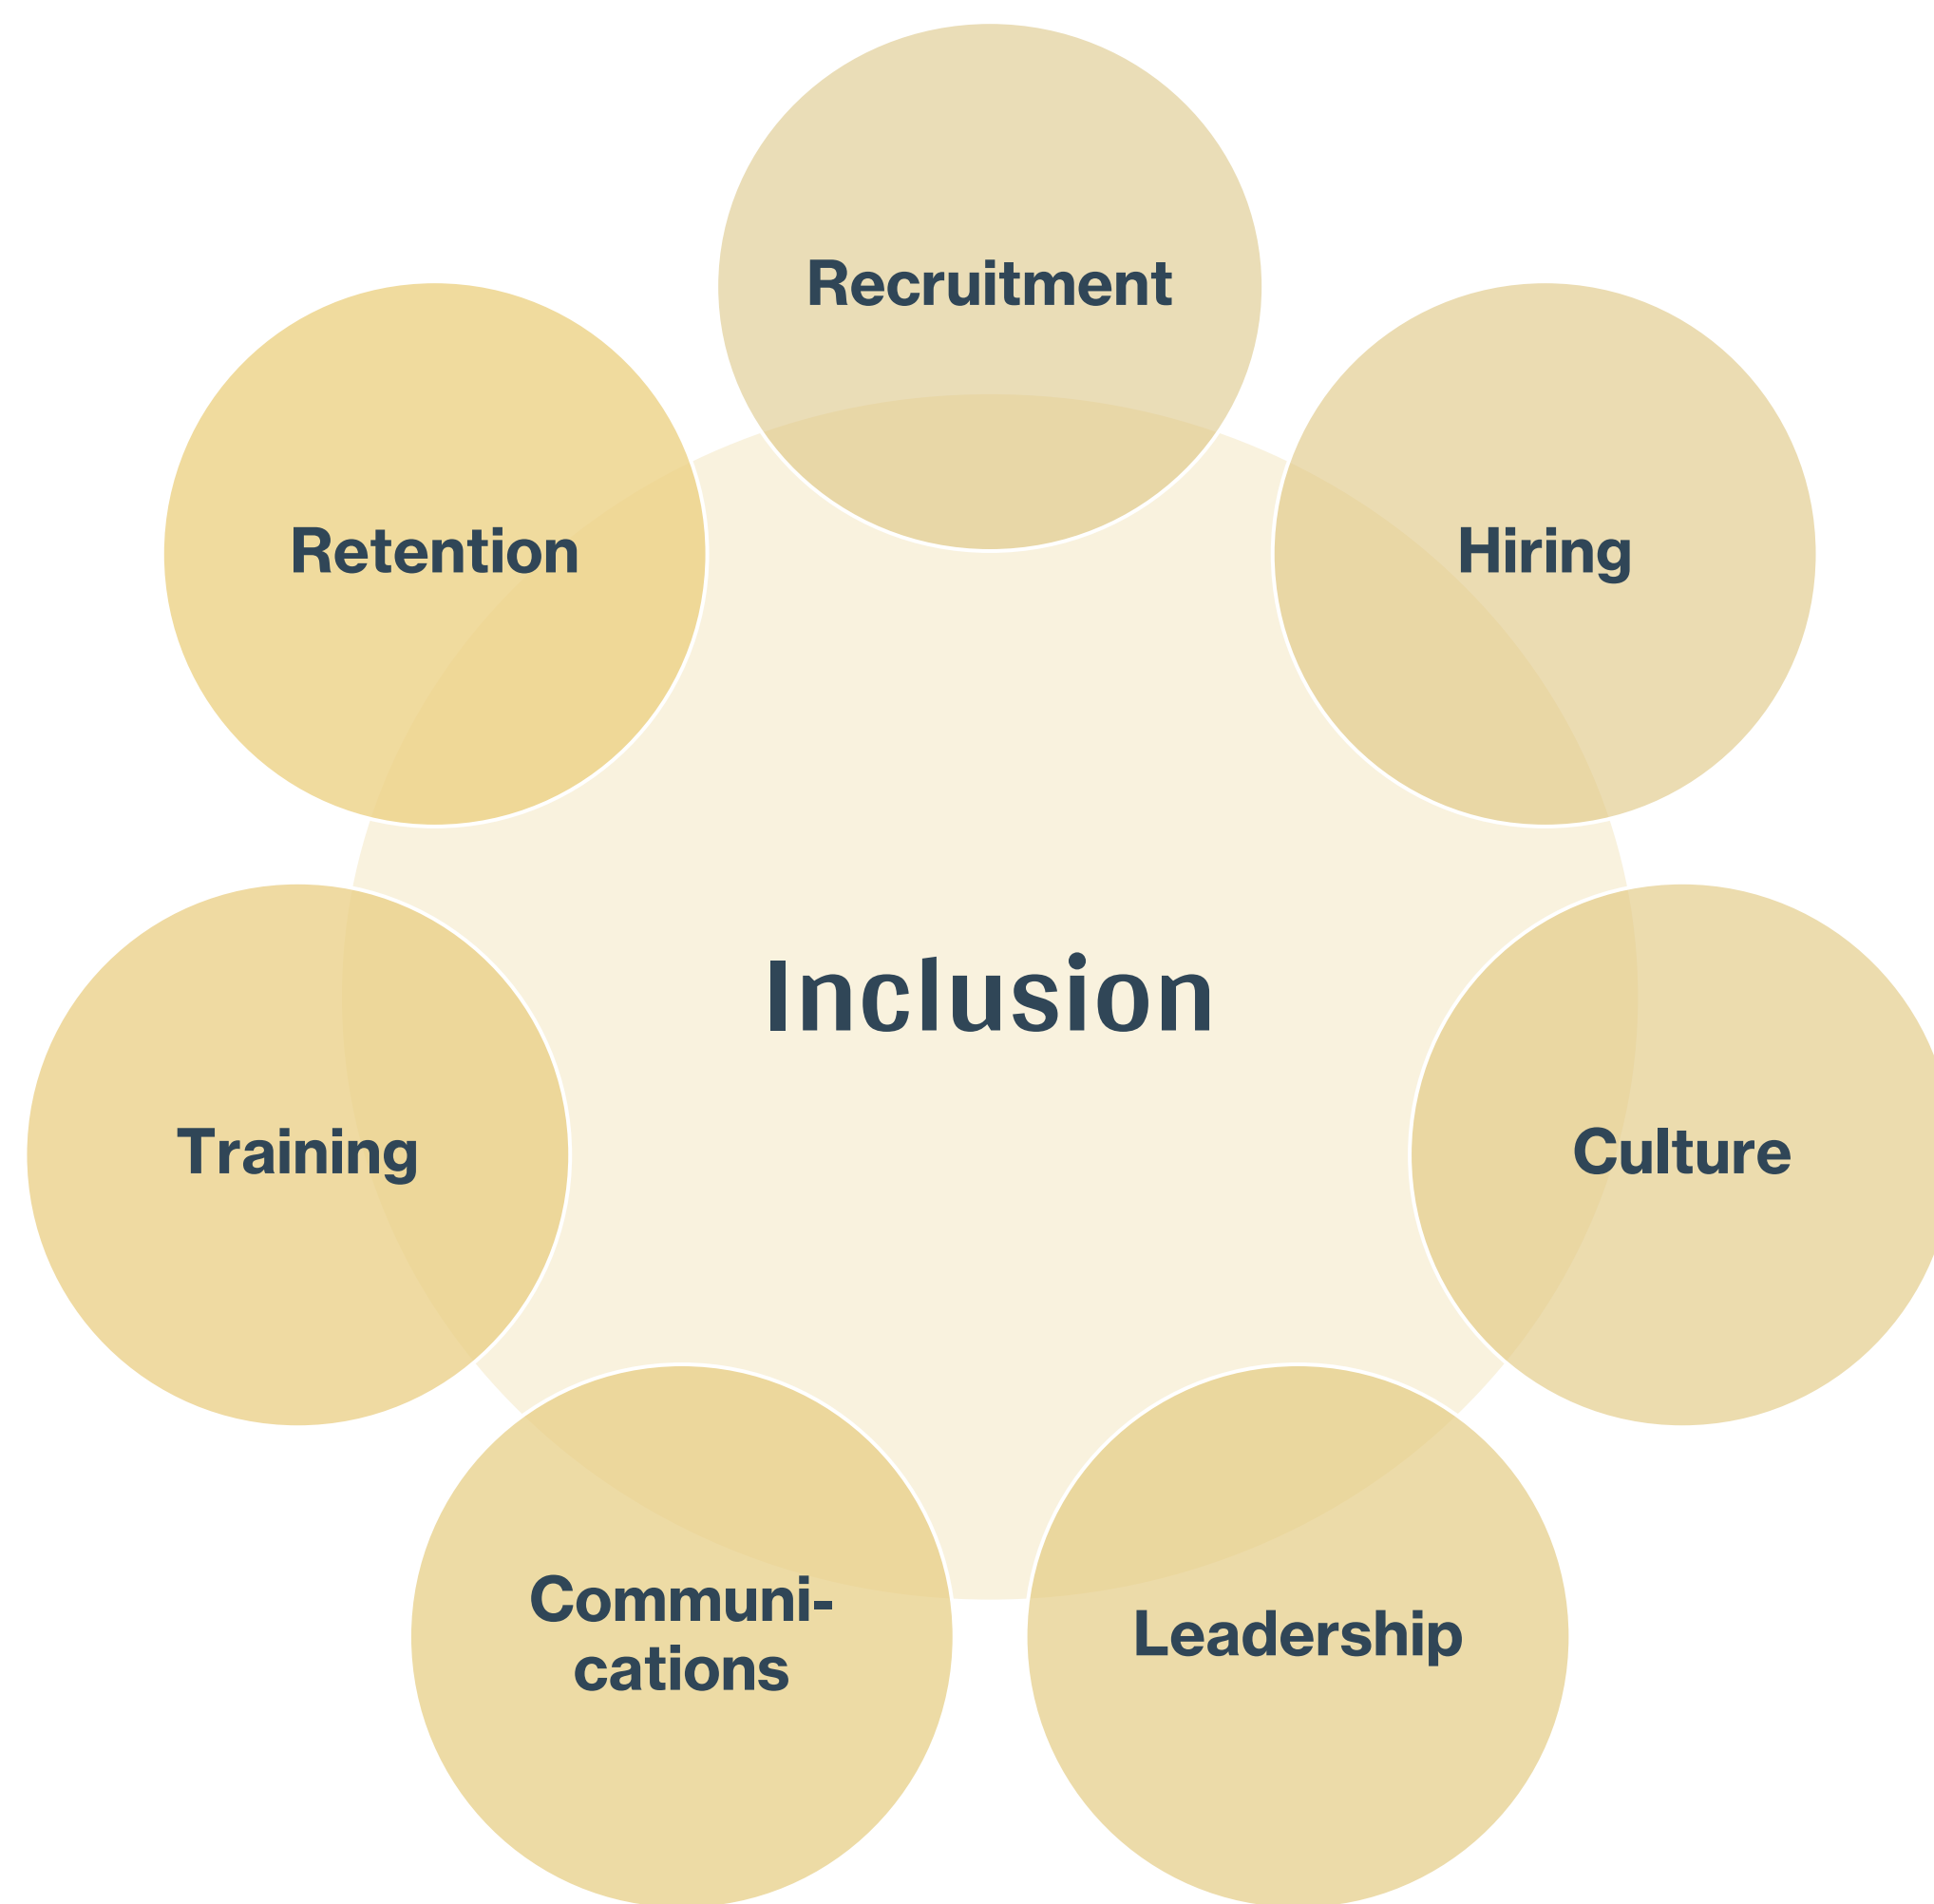 Recruitment
Retention
Hiring
Inclusion
Training
Culture
Communi-
cations
Leadership